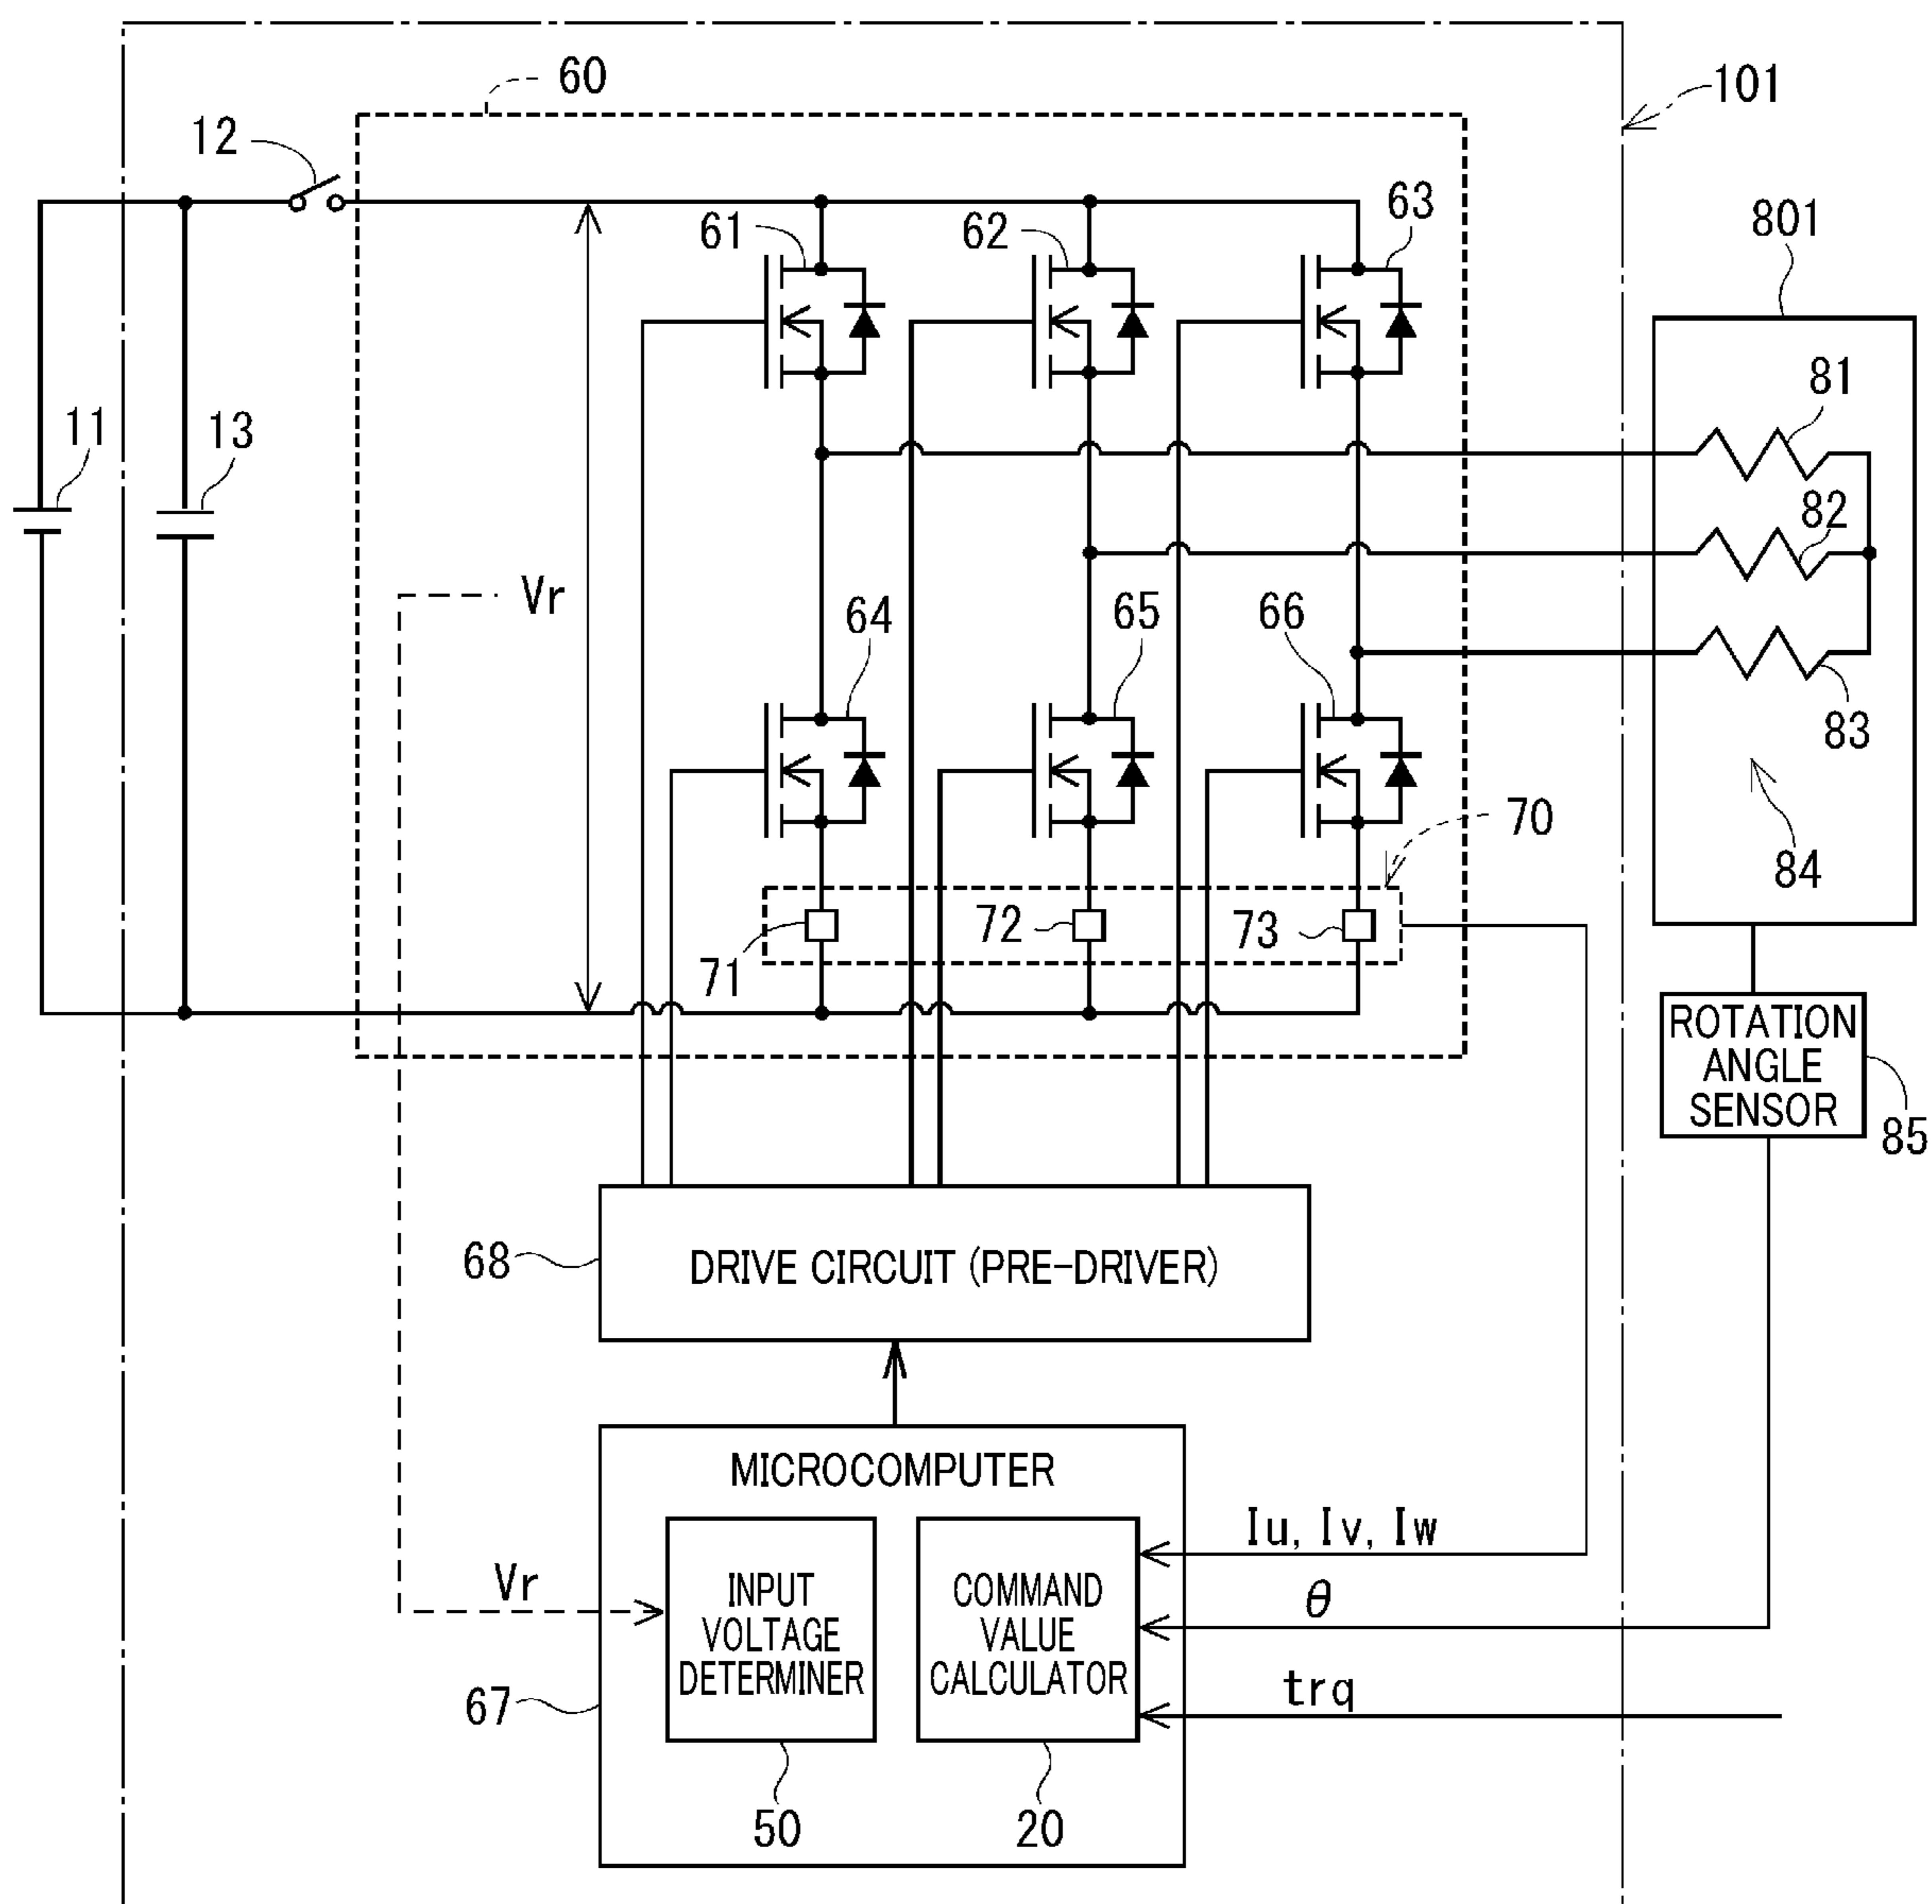 60
101
12
61
62
63
801
11
13
81
82
Vr
64
65
66
83
70
84
71
72
73
ROTATION
ANGLE
SENSOR
85
68
DRIVE CIRCUIT (PRE-DRIVER)
MICROCOMPUTER
Iu, Iv, Iw
Vr
INPUT
VOLTAGE
DETERMINER
COMMAND
VALUE
CALCULATOR
θ
trq
67
50
20